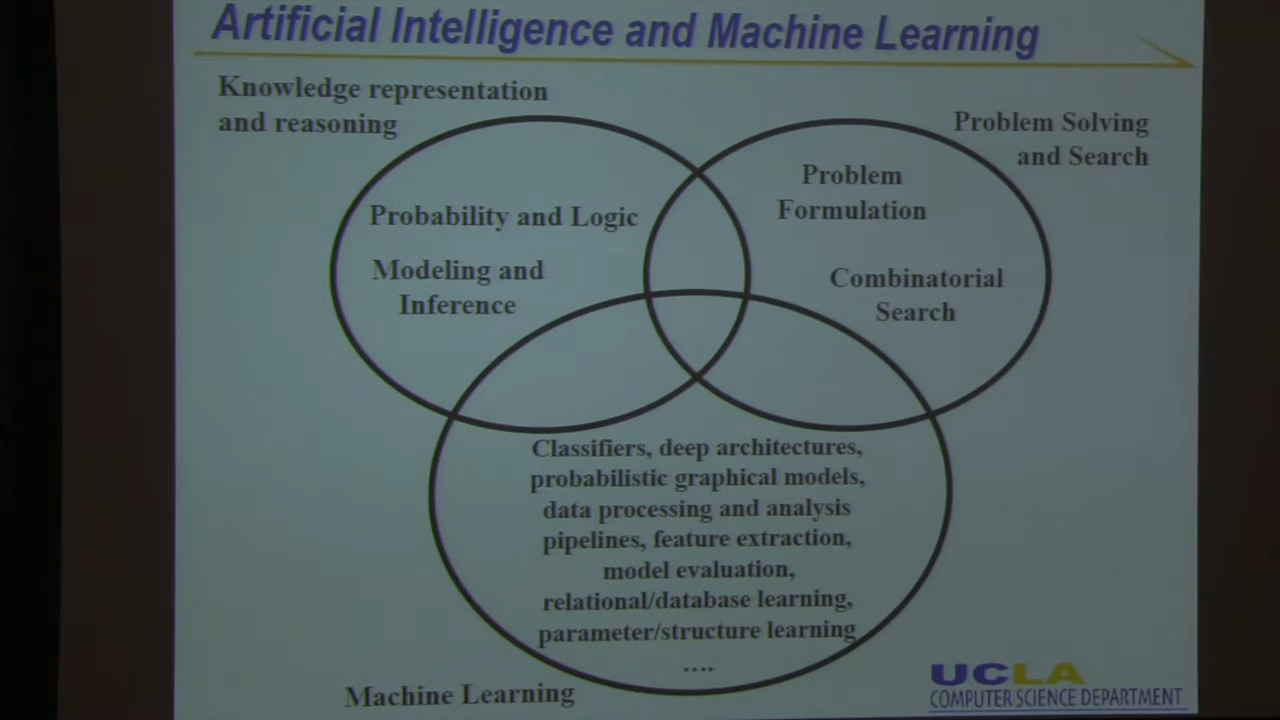 Artificial Intelligence and Machine Learning
Knowledge representation
and reasoning
Problem Solving
and Search
Probability and Logic
Modeling and
Inference
Problem
Formulation
Combinatorial
Search
Classifiers, deep architectures,
probabilistic graphical models,
data processing and analysis
pipelines, feature extraction,
model evaluation,
relational/database learning,
parameter/structure learning
....
Machine Learning
UCLA
COMPUTER SCIENCE DEPARTMENT